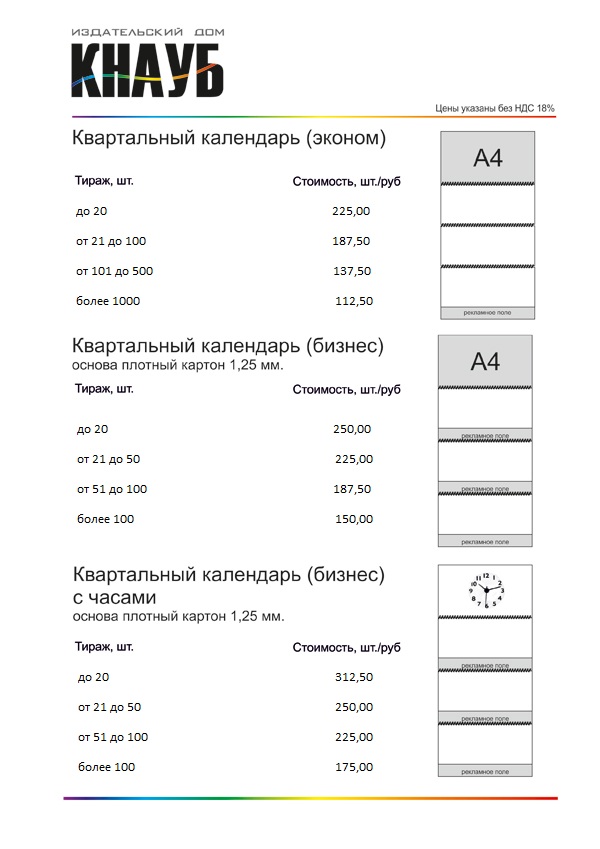 ИЗДАТЕЛЬСКИЙ ДОМ
КНАУБ
Цены указаны без НДС 18%
Квартальный календарь (эконом)
Тираж, шт. Стоимость, шт./руб
до 20 225,00
от 21 до 100 187,50
от 101 до 500 137,50
более 1000 112,50
А4
рекламное поле
Квартальный календарь (бизнес)
основа плотный картон 1,25 мм.
Тираж, шт. Стоимость, шт./руб
до 20 250,00
от 21 до 50 225,00
от 51 до 100 187,50
более 100 150,00
А4
рекламное поле
рекламное поле
рекламное поле
Квартальный календарь (бизнес)
с часами
основа плотный картон 1,25 мм.
Тираж, шт. Стоимость, шт./руб
до 20 312,50
от 21 до 50 250,00
от 51 до 100 225,00
более 100 175,00
12 1 2 3 4 5 6 7 8 9 10 11
рекламное поле
рекламное поле
рекламное поле